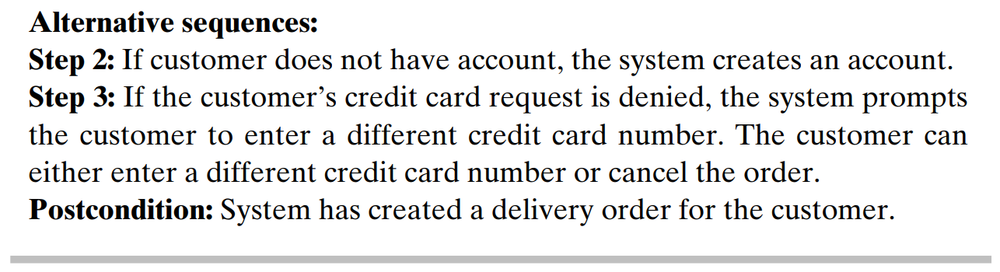 Alternative sequences:
Step 2: If customer does not have account, the system creates an account.
Step 3: If the customer’s credit card request is denied, the system prompts
the customer to enter a different credit card number. The customer can
either enter a different credit card number or cancel the order.
Postcondition: System has created a delivery order for the customer.